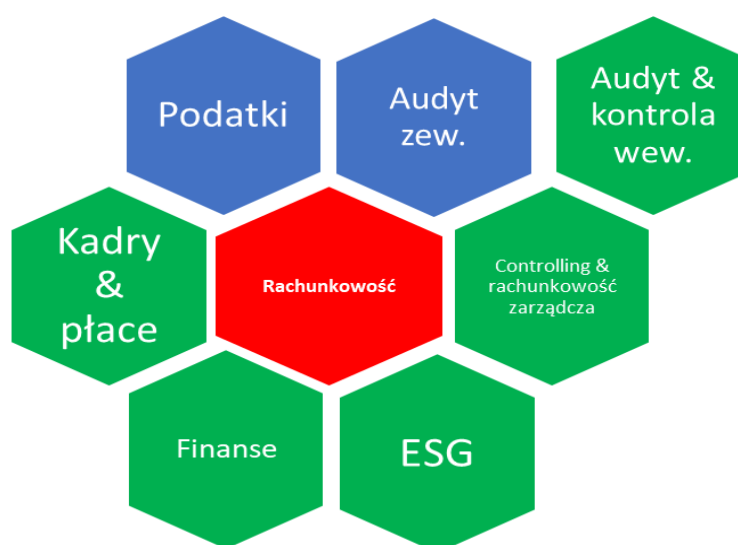 Podatki
Audyt
zew.
Audyt &
kontrola
wew.
Kadry
&
płace
Rachunkowość
Controlling &
rachunkowość
zarządcza
Finanse
ESG